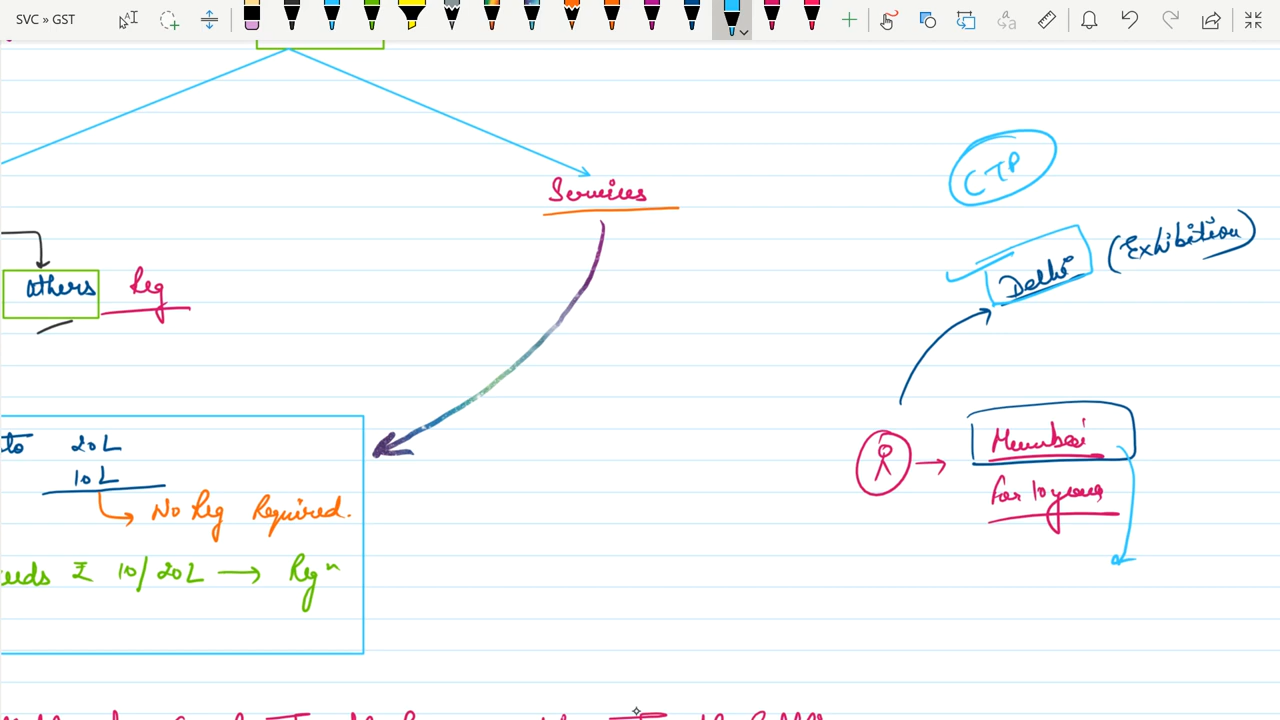 SVC » GST
Services
CTP
Delhi (Exhibition)
Others Reg
Mumbai
for 10 years
to 20L
10L
No Reg Required.
eeds ₹ 10/20L → Regn